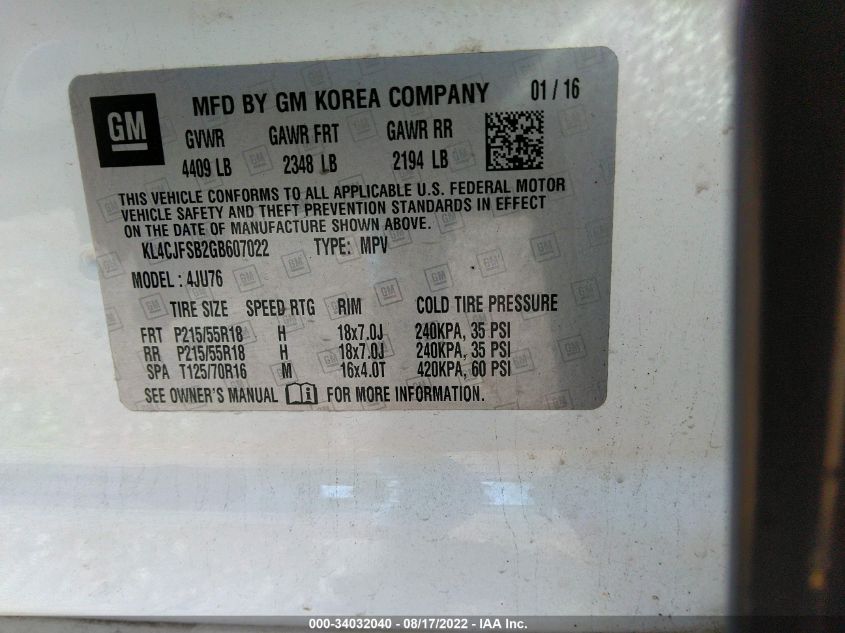 GM
MFD BY GM KOREA COMPANY 01 / 16
GVWR GAWR FRT GAWR RR
4409 LB 2348 LB 2194 LB
THIS VEHICLE CONFORMS TO ALL APPLICABLE U.S. FEDERAL MOTOR
VEHICLE SAFETY AND THEFT PREVENTION STANDARDS IN EFFECT
ON THE DATE OF MANUFACTURE SHOWN ABOVE.
KL4CJFSB2GB607022 TYPE: MPV
MODEL : 4JU76
TIRE SIZE SPEED RTG RIM COLD TIRE PRESSURE
FRT P215/55R18 H 18x7.0J 240KPA, 35 PSI
RR P215/55R18 H 18x7.0J 240KPA, 35 PSI
SPA T125/70R16 M 16x4.0T 420KPA, 60 PSI
SEE OWNER'S MANUAL i FOR MORE INFORMATION.
000-34032040 - 08/17/2022 - IAA Inc.